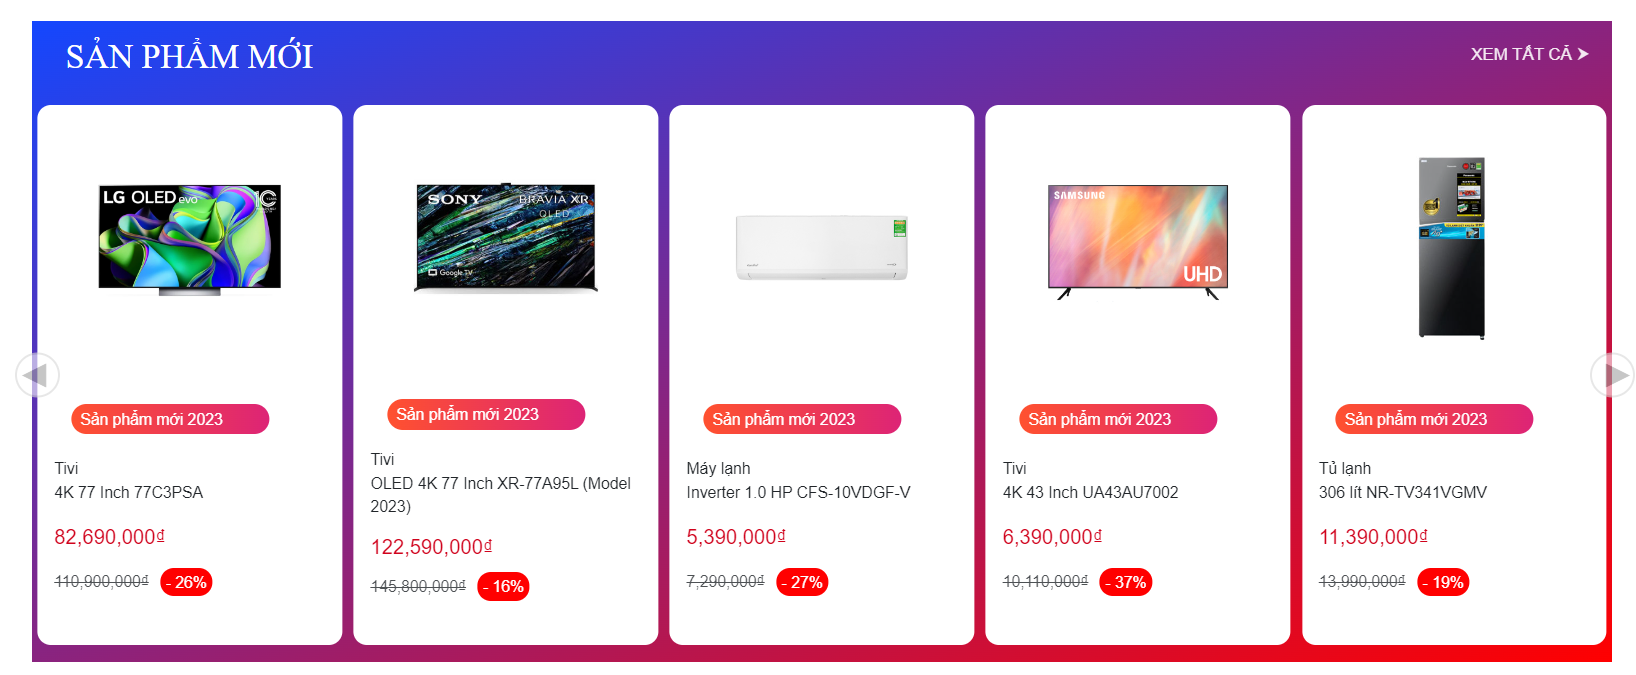 SẢN PHẨM MỚI
XEM TẤT CẢ ➤
LG OLED evo
SONY
BRAVIA XR
OLED
Google TV
SAMSUNG
UHD
Sản phẩm mới 2023
Tivi
4K 77 Inch 77C3PSA
82,690,000₫
110,900,000₫ - 26%
Sản phẩm mới 2023
Tivi
OLED 4K 77 Inch XR-77A95L (Model
2023)
122,590,000₫
145,800,000₫ - 16%
Sản phẩm mới 2023
Máy lạnh
Inverter 1.0 HP CFS-10VDGF-V
5,390,000₫
7,290,000₫ - 27%
Sản phẩm mới 2023
Tivi
4K 43 Inch UA43AU7002
6,390,000₫
10,110,000₫ - 37%
Sản phẩm mới 2023
Tủ lạnh
306 lít NR-TV341VGMV
11,390,000₫
13,990,000₫ - 19%